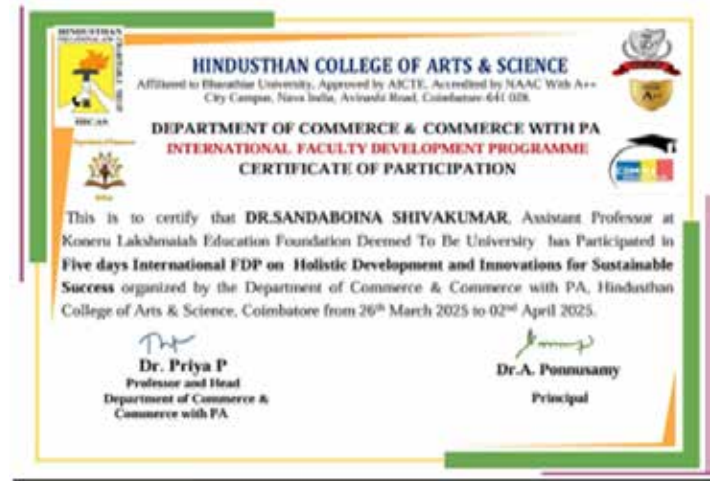 HINDUSTHAN COLLEGE OF ARTS & SCIENCE
Affiliated to Bharathiar University, Approved by AICTE, Accredited by NAAC With A++
City Campus, Nava India, Avinashi Road, Coimbatore-641 028.
HICAS
DEPARTMENT OF COMMERCE & COMMERCE WITH PA
INTERNATIONAL FACULTY DEVELOPMENT PROGRAMME
CERTIFICATE OF PARTICIPATION
This is to certify that DR.SANDABOINA SHIVAKUMAR, Assistant Professor at
Koneru Lakshmaiah Education Foundation Deemed To Be University has Participated in
Five days International FDP on Holistic Development and Innovations for Sustainable
Success organized by the Department of Commerce & Commerce with PA, Hindusthan
College of Arts & Science, Coimbatore from 26th March 2025 to 02nd April 2025.
Dr. Priya P
Professor and Head
Department of Commerce &
Commerce with PA
Dr.A. Ponnusamy
Principal